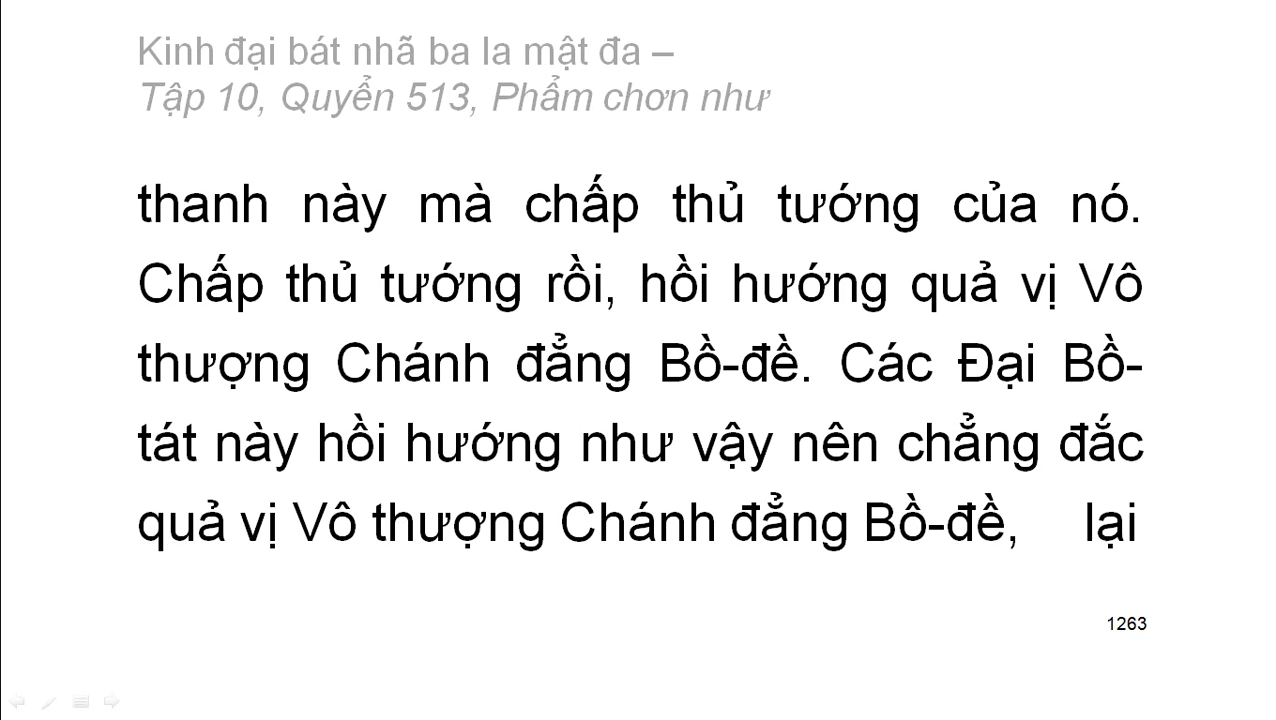 Kinh đại bát nhã ba la mật đa –
Tập 10, Quyển 513, Phẩm chơn như
thanh này mà chấp thủ tướng của nó.
Chấp thủ tướng rồi, hồi hướng quả vị Vô
thượng Chánh đẳng Bồ-đề. Các Đại Bồ-
tát này hồi hướng như vậy nên chẳng đắc
quả vị Vô thượng Chánh đẳng Bồ-đề, lại
1263